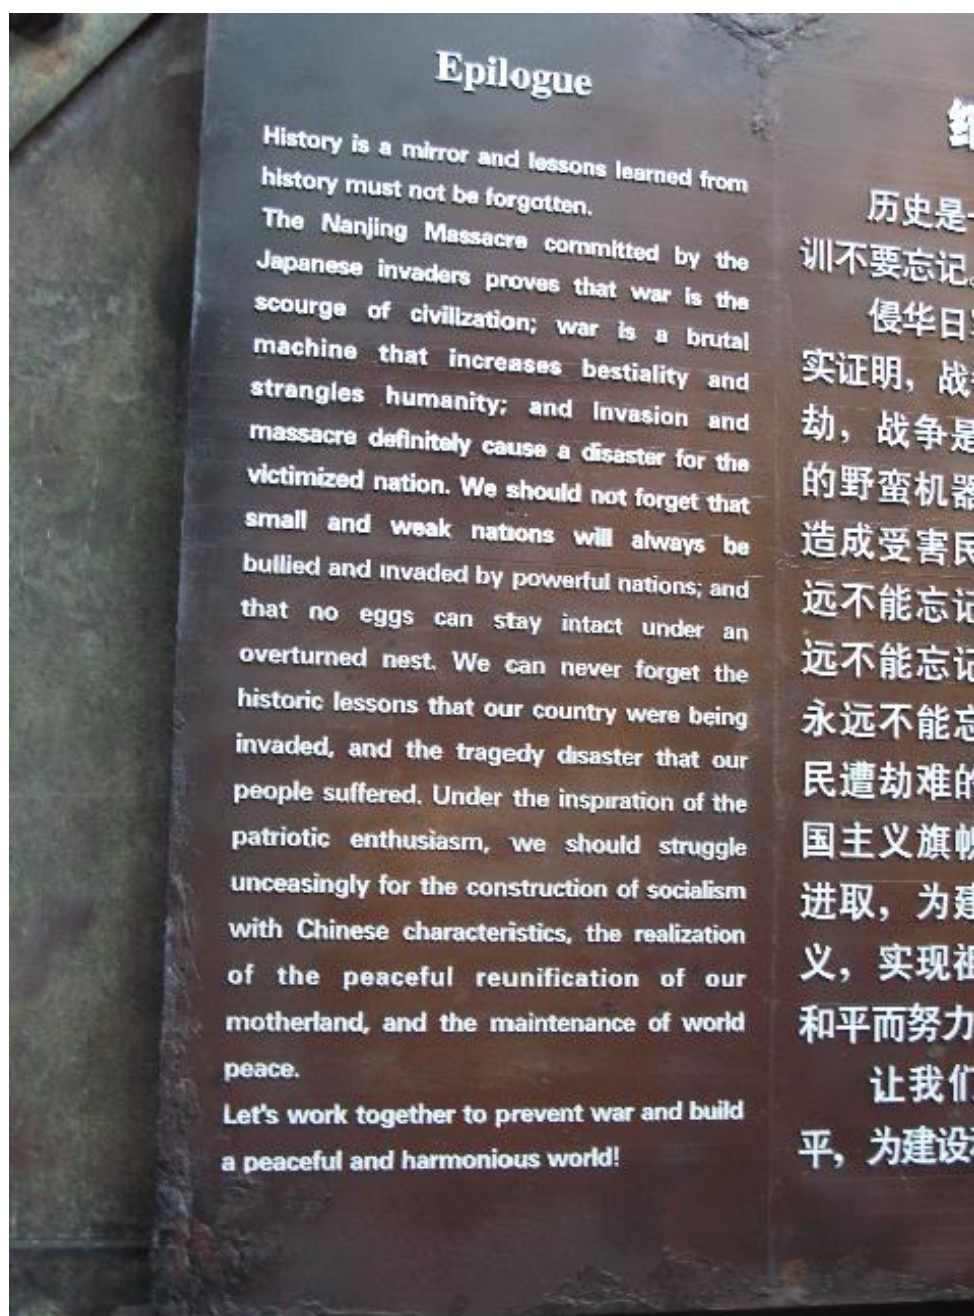 Epilogue
History is a mirror and lessons learned from
history must not be forgotten.
The Nanjing Massacre committed by the
Japanese invaders proves that war is the
scourge of civilization; war is a brutal
machine that increases bestiality and
strangles humanity; and Invasion and
massacre definitely cause a disaster for the
victimized nation. We should not forget that
small and weak nations will always be
bullied and invaded by powerful nations; and
that no eggs can stay intact under an
overturned nest. We can never forget the
historic lessons that our country were being
invaded, and the tragedy disaster that our
people suffered. Under the inspiration of the
patriotic enthusiasm, we should struggle
unceasingly for the construction of socialism
with Chinese characteristics, the realization
of the peaceful reunification of our
motherland, and the maintenance of world
peace.
Let's work together to prevent war and build
a peaceful and harmonious world!
历史是
训不要忘记
侵华日
实证明，战
劫，战争是
的野蛮机器
造成受害民
远不能忘记
远不能忘记
永远不能忘
民遭劫难的
国主义旗帜
进取，为建
义，实现祖
和平而努力
让我们
平，为建设